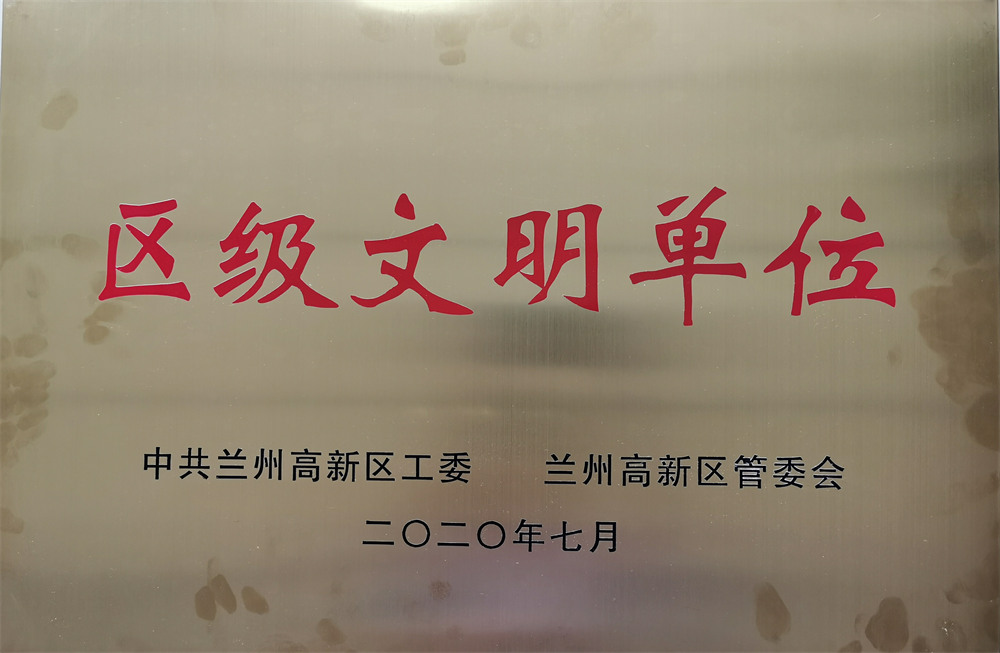 区级文明单位
中共兰州高新区工委 兰州高新区管委会
二〇二〇年七月